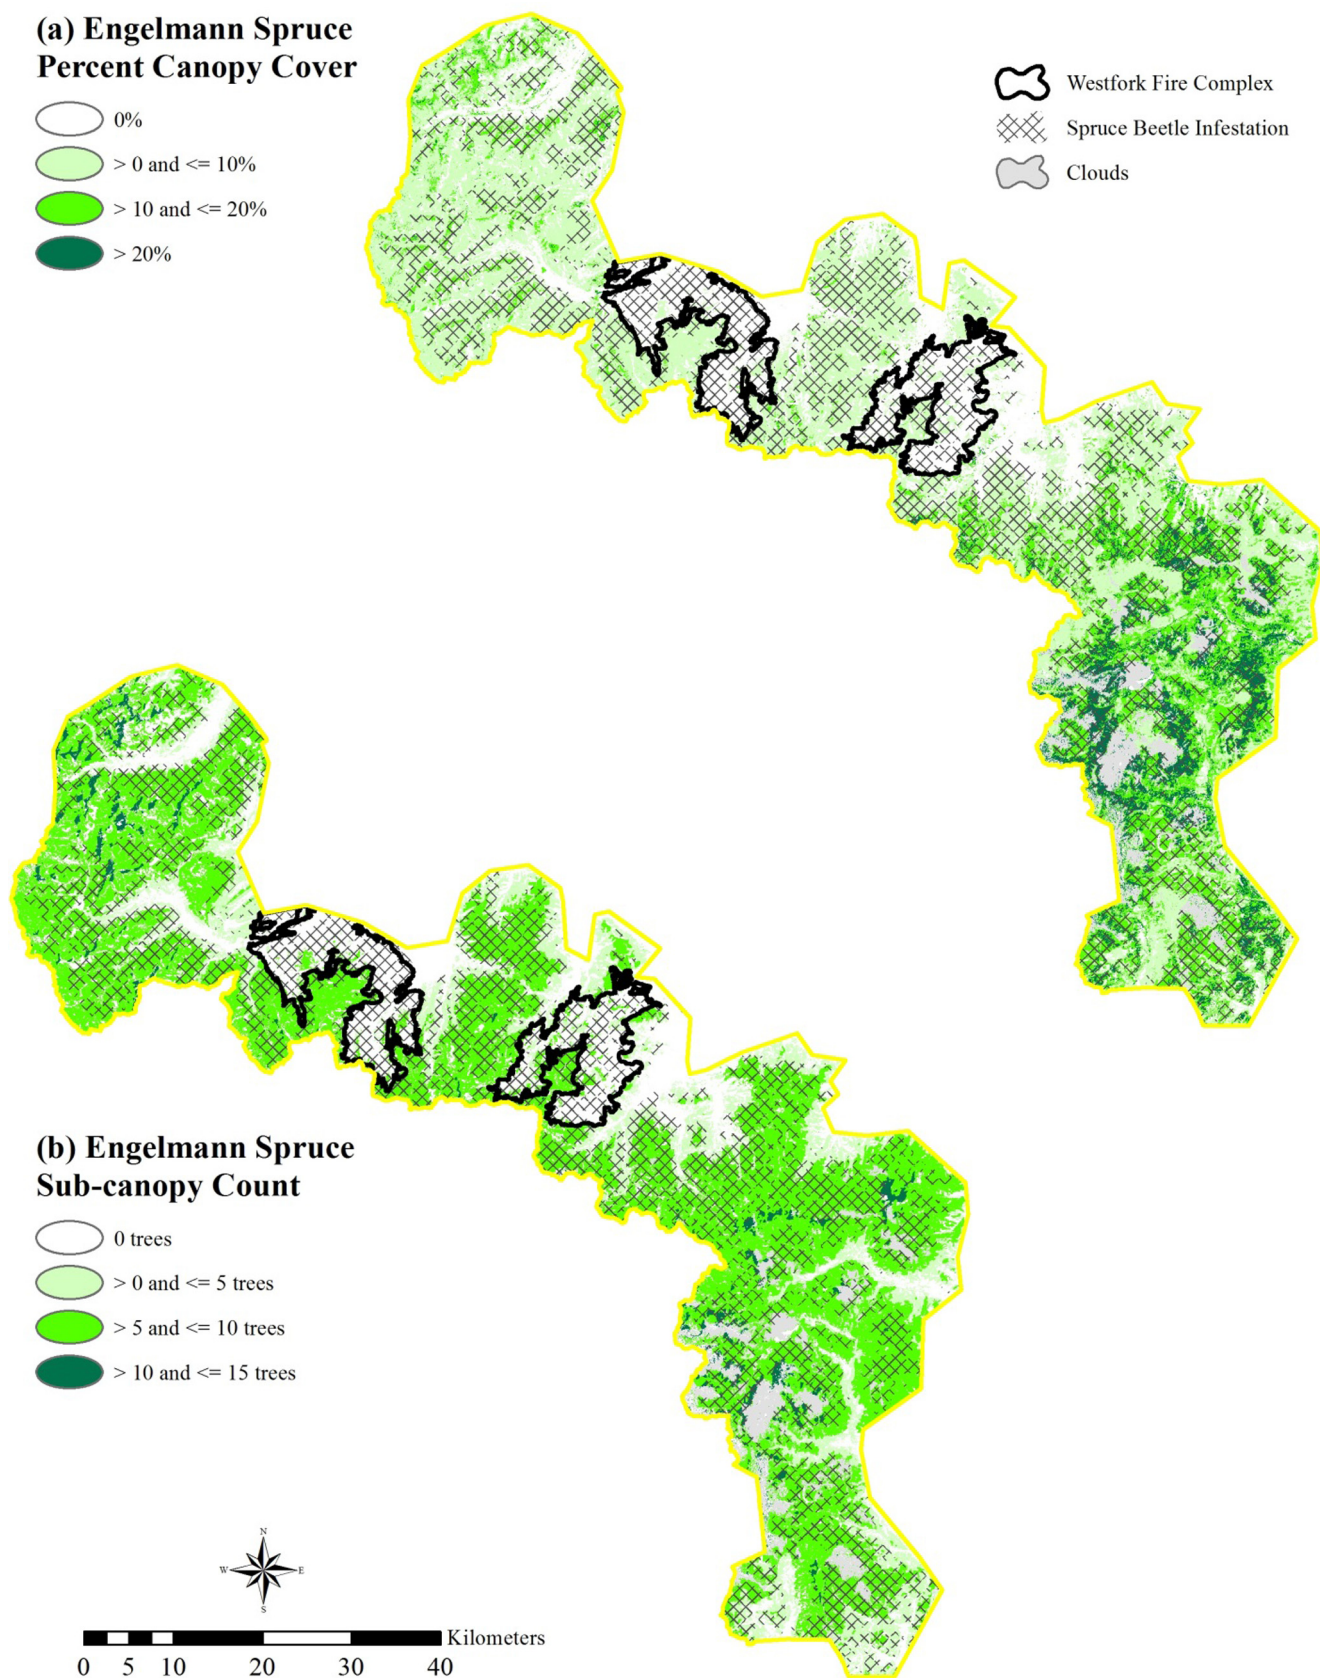 (a) Engelmann Spruce
Percent Canopy Cover
0%
> 0 and <= 10%
> 10 and <= 20%
> 20%
Westfork Fire Complex
Spruce Beetle Infestation
Clouds
(b) Engelmann Spruce
Sub-canopy Count
0 trees
> 0 and <= 5 trees
> 5 and <= 10 trees
> 10 and <= 15 trees
N
W E
S
Kilometers
0 5 10 20 30 40